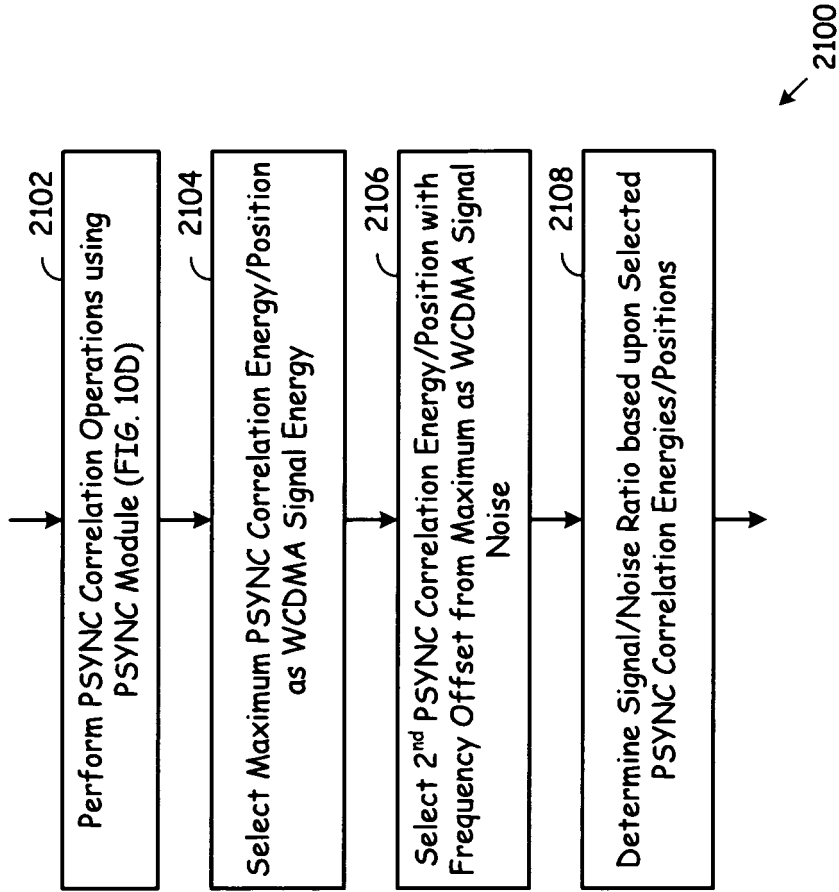 2102
Perform PSYNC Correlation Operations using
PSYNC Module (FIG. 10D)
2104
Select Maximum PSYNC Correlation Energy/Position
as WCDMA Signal Energy
2106
Select 2nd PSYNC Correlation Energy/Position with
Frequency Offset from Maximum as WCDMA Signal
Noise
2108
Determine Signal/Noise Ratio based upon Selected
PSYNC Correlation Energies/Positions
2100